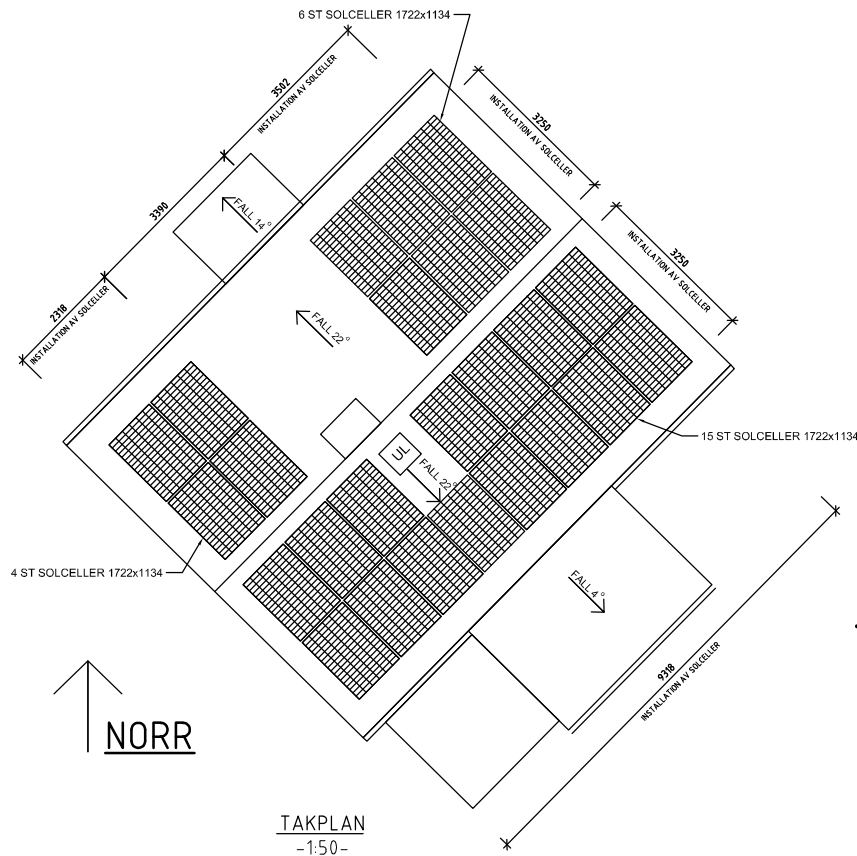 6 ST SOLCELLER 1722x1134
3502
INSTALLATION AV SOLCELLER
3250
INSTALLATION AV SOLCELLER
3390
FALL 14°
3250
INSTALLATION AV SOLCELLER
2318
INSTALLATION AV SOLCELLER
FALL 22°
15 ST SOLCELLER 1722x1134
FALL 22°
4 ST SOLCELLER 1722x1134
FALL 4°
9318
INSTALLATION AV SOLCELLER
NORR
TAKPLAN
-1:50-